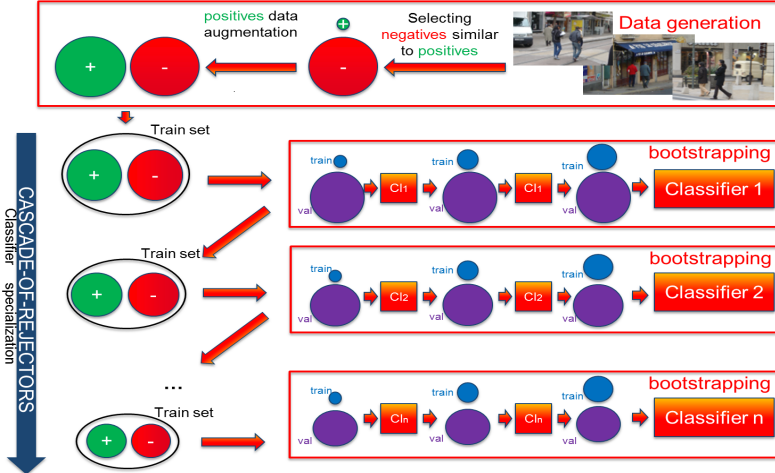 Data generation
Selecting
negatives similar
to positives
positives data
augmentation
+
-
+
-
Train set
+
-
bootstrapping
train
val
Cl1
train
val
Cl1
train
val
Classifier 1
Train set
+
-
bootstrapping
train
val
Cl2
train
val
Cl2
train
val
Classifier 2
...
Train set
+
-
bootstrapping
train
val
Cln
train
val
Cln
train
val
Classifier n
CASCADE-OF-REJECTORS
Classifier specialization